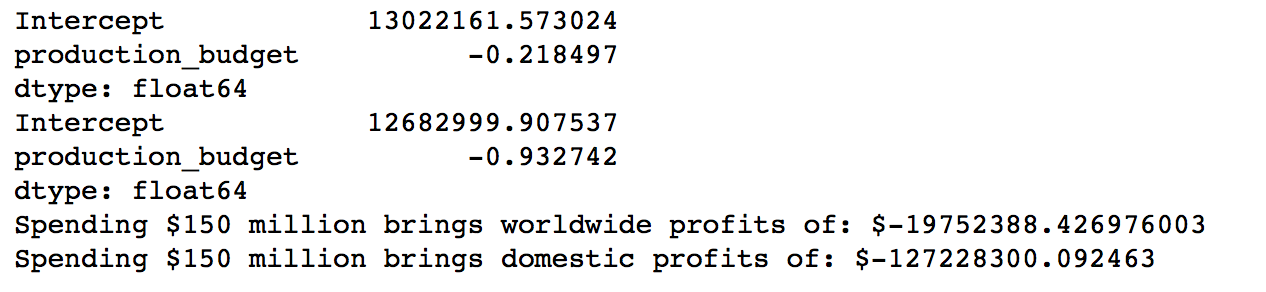 Intercept            13022161.573024
production_budget          -0.218497
dtype: float64
Intercept            12682999.907537
production_budget          -0.932742
dtype: float64
Spending $150 million brings worldwide profits of: $-19752388.426976003
Spending $150 million brings domestic profits of: $-127228300.092463